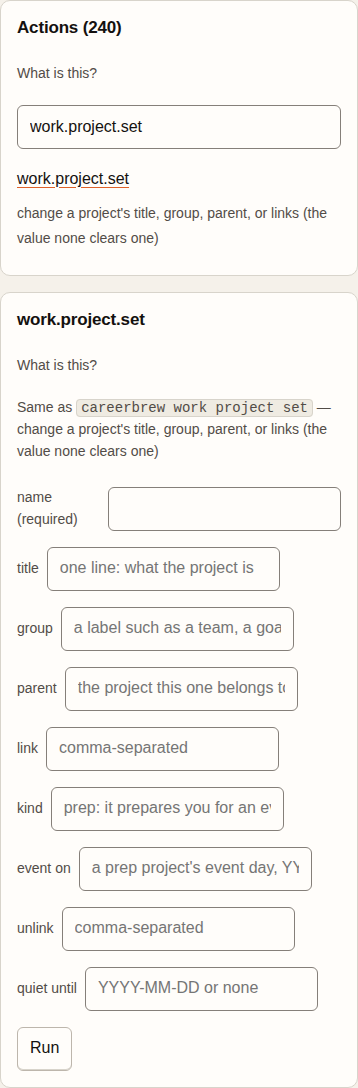 Actions (240)
What is this?
work.project.set
work.project.set
change a project's title, group, parent, or links (the
value none clears one)
work.project.set
What is this?
Same as careerbrew work project set —
change a project's title, group, parent, or links (the
value none clears one)
name
(required)
title one line: what the project is
group a label such as a team, a goa
parent the project this one belongs to
link comma-separated
kind prep: it prepares you for an ev
event on a prep project's event day, YY
unlink comma-separated
quiet until YYYY-MM-DD or none
Run